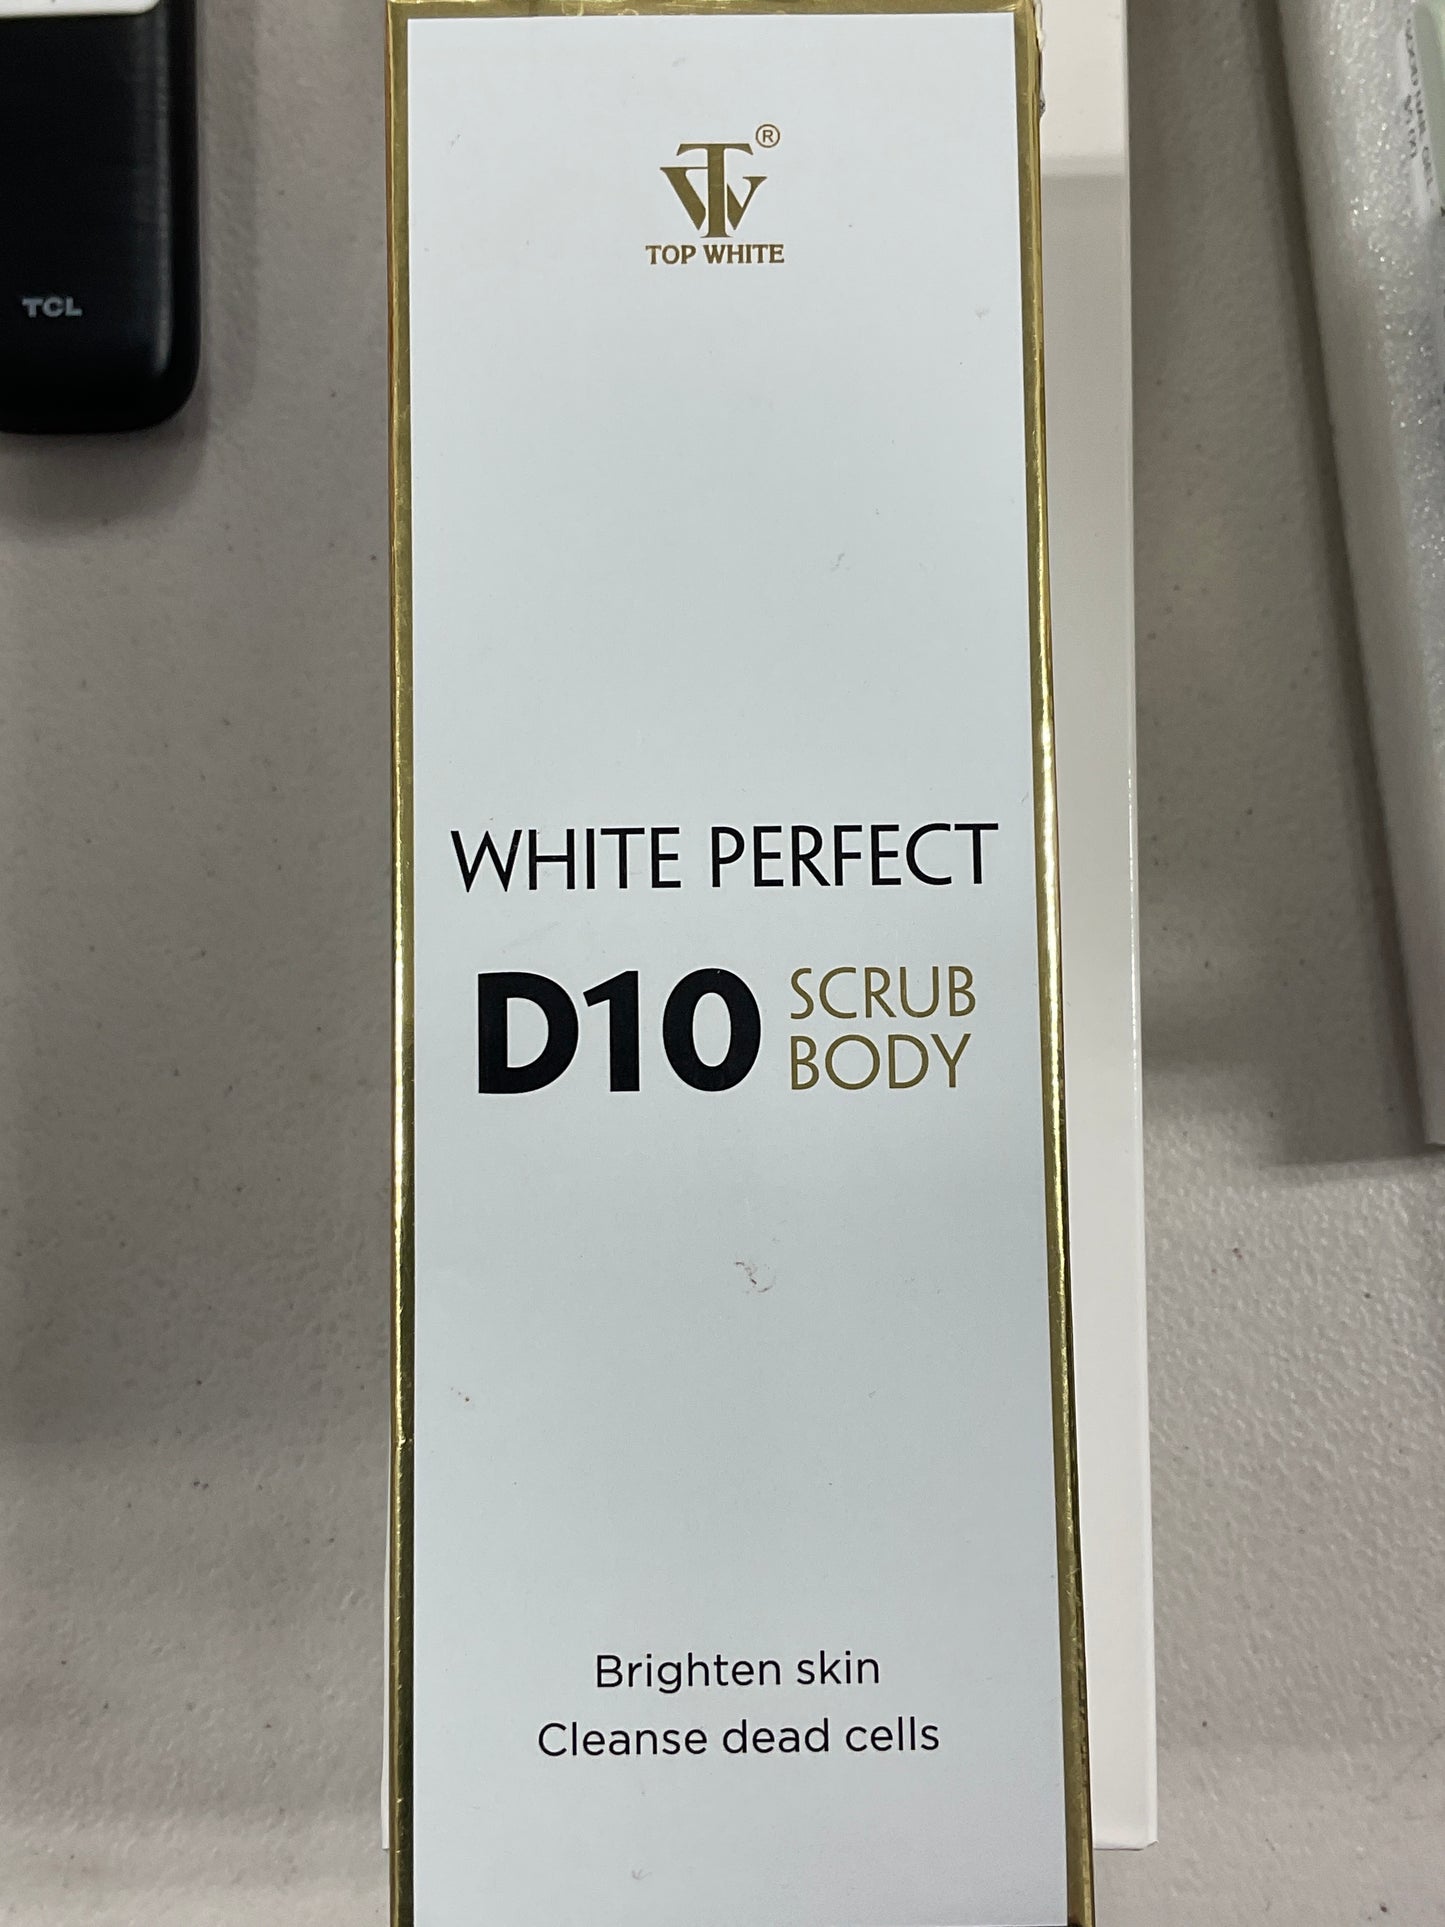 TCL
®
TOP WHITE
WHITE PERFECT
D10 SCRUB
BODY
Brighten skin
Cleanse dead cells